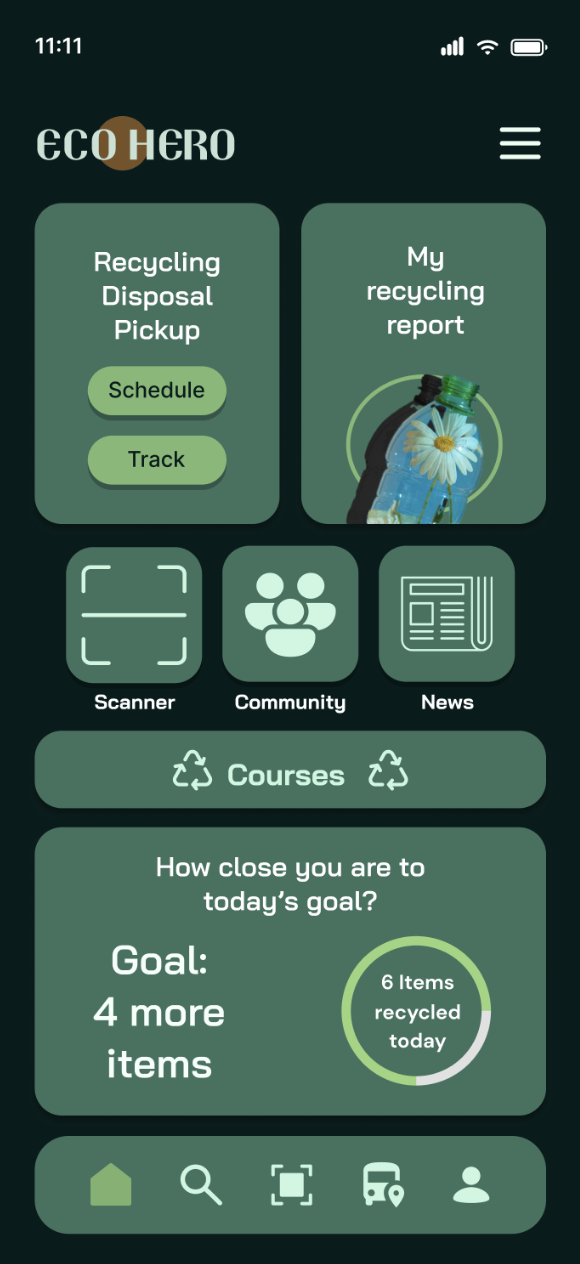 11:11
ECO HERO
Recycling
Disposal
Pickup
Schedule
Track
My
recycling
report
Scanner
Community
News
Courses
How close you are to
today’s goal?
Goal:
4 more
items
6 Items
recycled
today